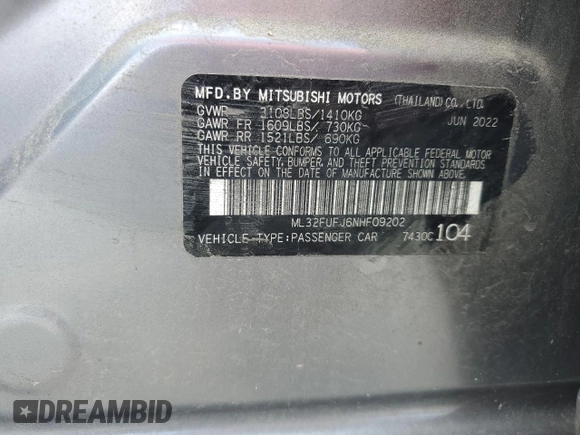 MFD.BY MITSUBISHI MOTORS (THAILAND) CO., LTD.
GVWR 3109LBS/1410KG JUN 2022
GAWR FR 1609LBS/ 730KG
GAWR RR 1521LBS/ 690KG
THIS VEHICLE CONFORMS TO ALL APPLICABLE FEDERAL MOTOR
VEHICLE SAFETY, BUMPER, AND THEFT PREVENTION STANDARDS
IN EFFECT ON THE DATE OF MANUFACTURE SHOWN ABOVE.
ML32FUFJ6NHF09202
VEHICLE-TYPE:PASSENGER CAR 7430C 104
DREAMBID